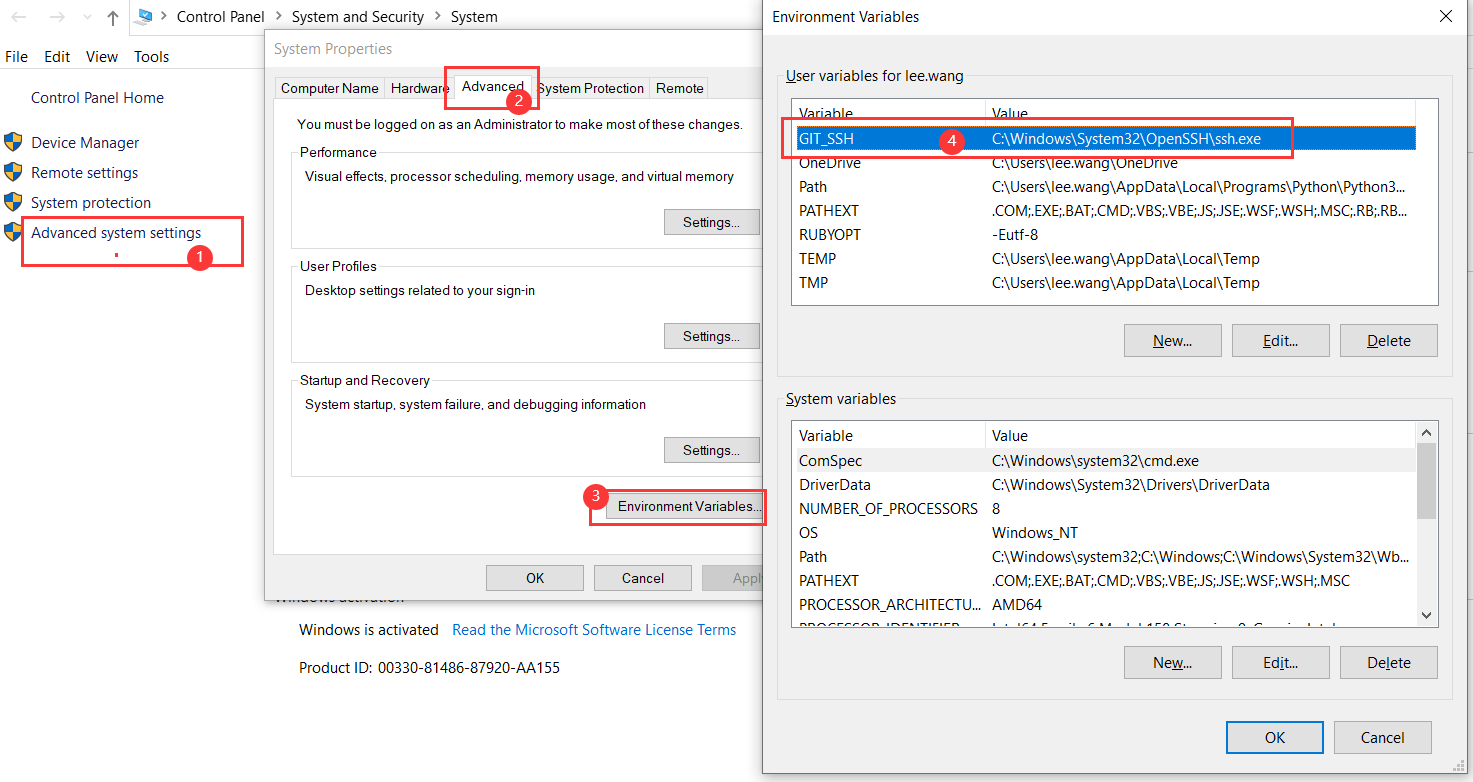 Control Panel > System and Security > System
File Edit View Tools
Control Panel Home
Device Manager
Remote settings
System protection
Advanced system settings
1
System Properties
Computer Name Hardware Advanced System Protection Remote
2
You must be logged on as an Administrator to make most of these changes.
Performance
Visual effects, processor scheduling, memory usage, and virtual memory
Settings...
User Profiles
Desktop settings related to your sign-in
Settings...
Startup and Recovery
System startup, system failure, and debugging information
Settings...
3
Environment Variables...
OK Cancel Apply
Windows activation
Windows is activated Read the Microsoft Software License Terms
Product ID: 00330-81486-87920-AA155
Environment Variables
User variables for lee.wang
Variable Value
GIT_SSH 4 C:\Windows\System32\OpenSSH\ssh.exe
OneDrive C:\Users\lee.wang\OneDrive
Path C:\Users\lee.wang\AppData\Local\Programs\Python\Python3...
PATHEXT .COM;.EXE;.BAT;.CMD;.VBS;.VBE;.JS;.JSE;.WSF;.WSH;.MSC;.RB;.RB...
RUBYOPT -Eutf-8
TEMP C:\Users\lee.wang\AppData\Local\Temp
TMP C:\Users\lee.wang\AppData\Local\Temp
New... Edit... Delete
System variables
Variable Value
ComSpec C:\Windows\system32\cmd.exe
DriverData C:\Windows\System32\Drivers\DriverData
NUMBER_OF_PROCESSORS 8
OS Windows_NT
Path C:\Windows\system32;C:\Windows;C:\Windows\System32\Wb...
PATHEXT .COM;.EXE;.BAT;.CMD;.VBS;.VBE;.JS;.JSE;.WSF;.WSH;.MSC
PROCESSOR_ARCHITECTU... AMD64
New... Edit... Delete
OK Cancel